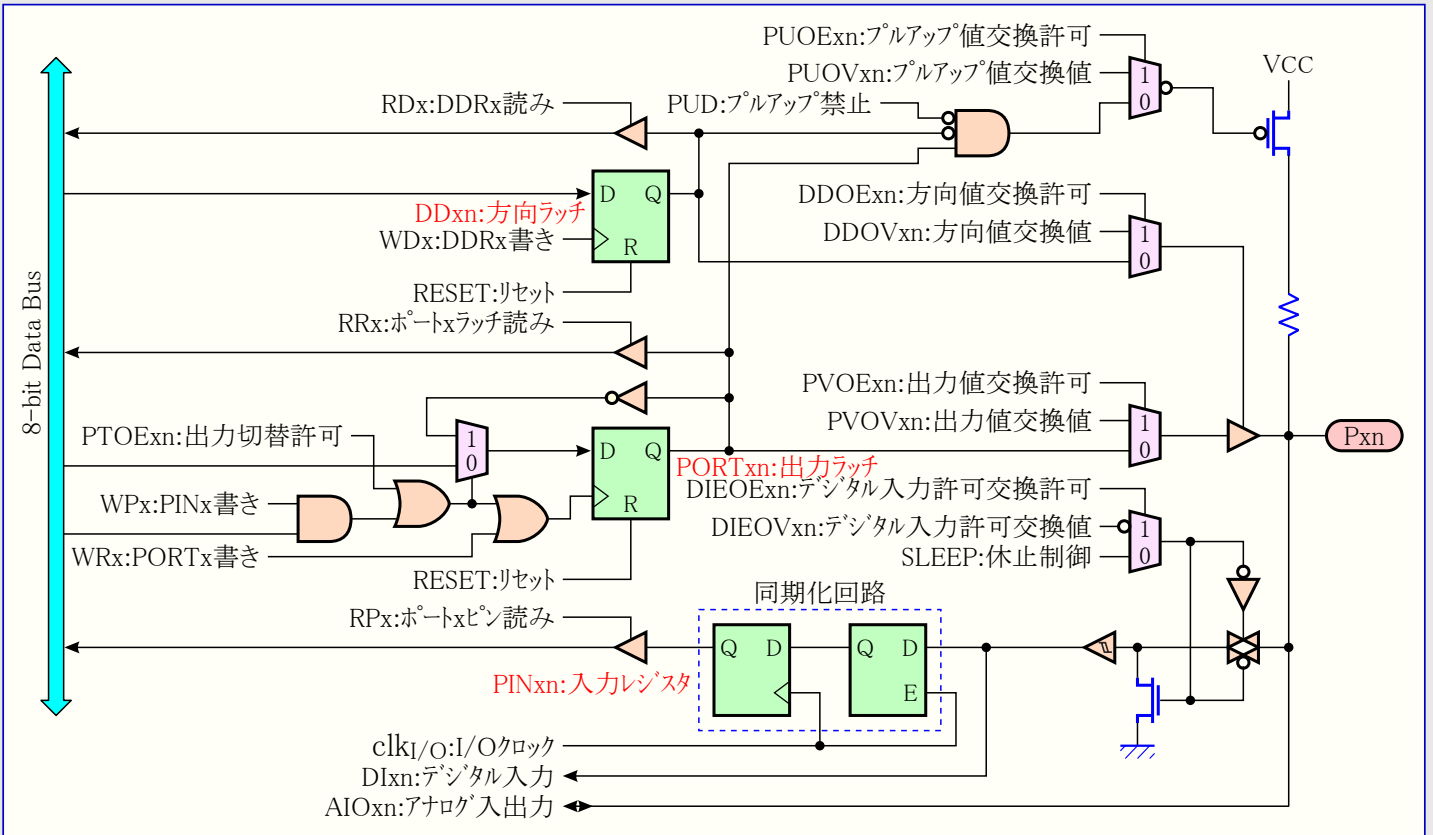 PUOExn:プルアップ値交換許可
PUOVxn:プルアップ値交換値
1
0
VCC
RDx:DDRx読み
PUD:プルアップ禁止
D Q
R
DDxn:方向ラッチ
WDx:DDRx書き
RESET:リセット
DDOExn:方向値交換許可
DDOVxn:方向値交換値
1
0
8-bit Data Bus
RRx:ポートxラッチ読み
PVOExn:出力値交換許可
PVOVxn:出力値交換値
1
0
Pxn
PTOExn:出力切替許可
1
0
D Q
R
PORTxn:出力ラッチ
WPx:PINx書き
WRx:PORTx書き
RESET:リセット
DIEOExn:デジタル入力許可交換許可
DIEOVxn:デジタル入力許可交換値
SLEEP:休止制御
1
0
同期化回路
RPx:ポートxピン読み
Q D
Q D
E
PINxn:入力レジスタ
clkI/O:I/Oクロック
DIxn:デジタル入力
AIOxn:アナログ入出力